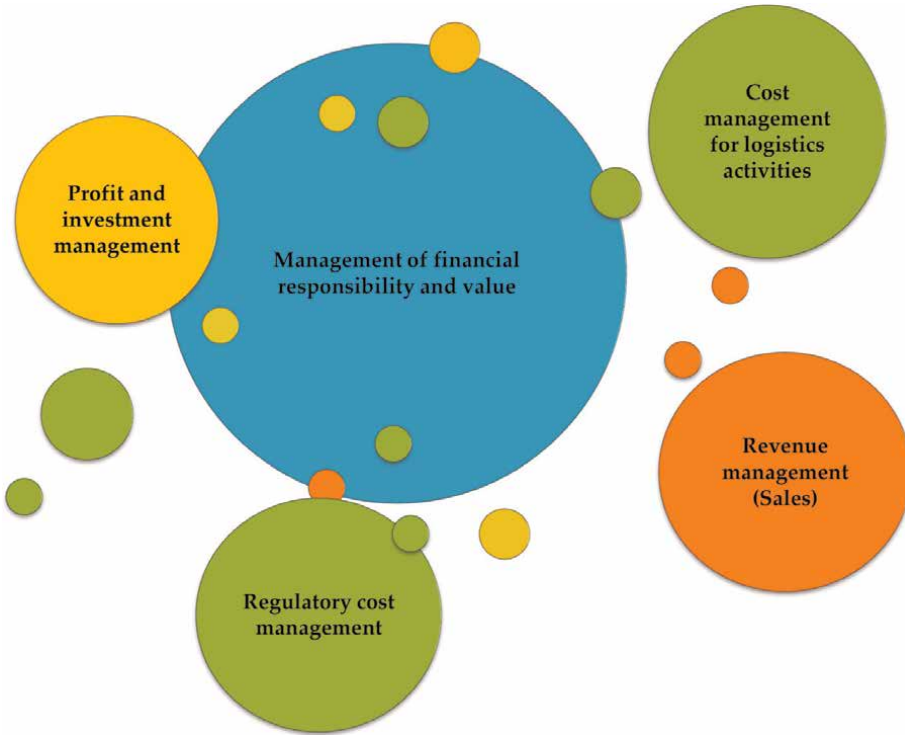 Cost
management
for logistics
activities
Profit and
investment
management
Management of financial
responsibility and value
Revenue
management
(Sales)
Regulatory cost
management